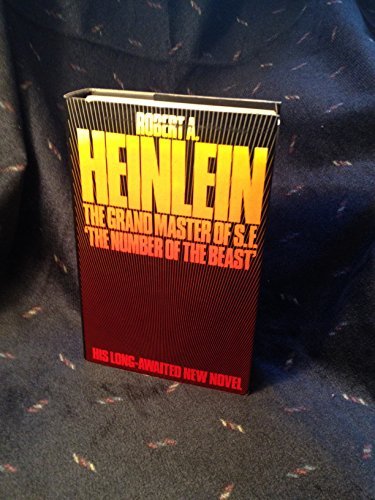 ROBERT A.
HEINLEIN
THE GRAND MASTER OF S.F.
'THE NUMBER OF THE BEAST'
HIS LONG-AWAITED NEW NOVEL